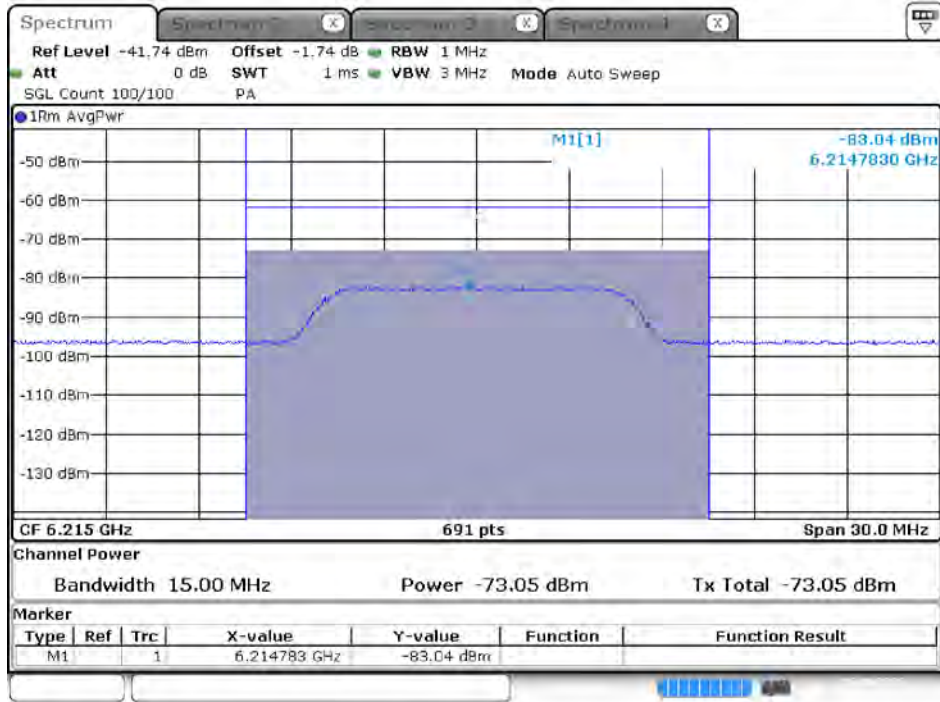 Spectrum
X X X
Ref Level -41.74 dBm Offset -1.74 dB RBW 1 MHz
Att 0 dB SWT 1 ms VBW 3 MHz Mode Auto Sweep
SGL Count 100/100 PA
1Rm AvgPwr
M1[1] -83.04 dBm
6.2147830 GHz
-50 dBm
-60 dBm
-70 dBm
-80 dBm
-90 dBm
-100 dBm
-110 dBm
-120 dBm
-130 dBm
CF 6.215 GHz 691 pts Span 30.0 MHz
Channel Power
Bandwidth 15.00 MHz Power -73.05 dBm Tx Total -73.05 dBm
Marker
Type Ref Trc X-value Y-value Function Function Result
M1 1 6.214783 GHz -83.04 dBm